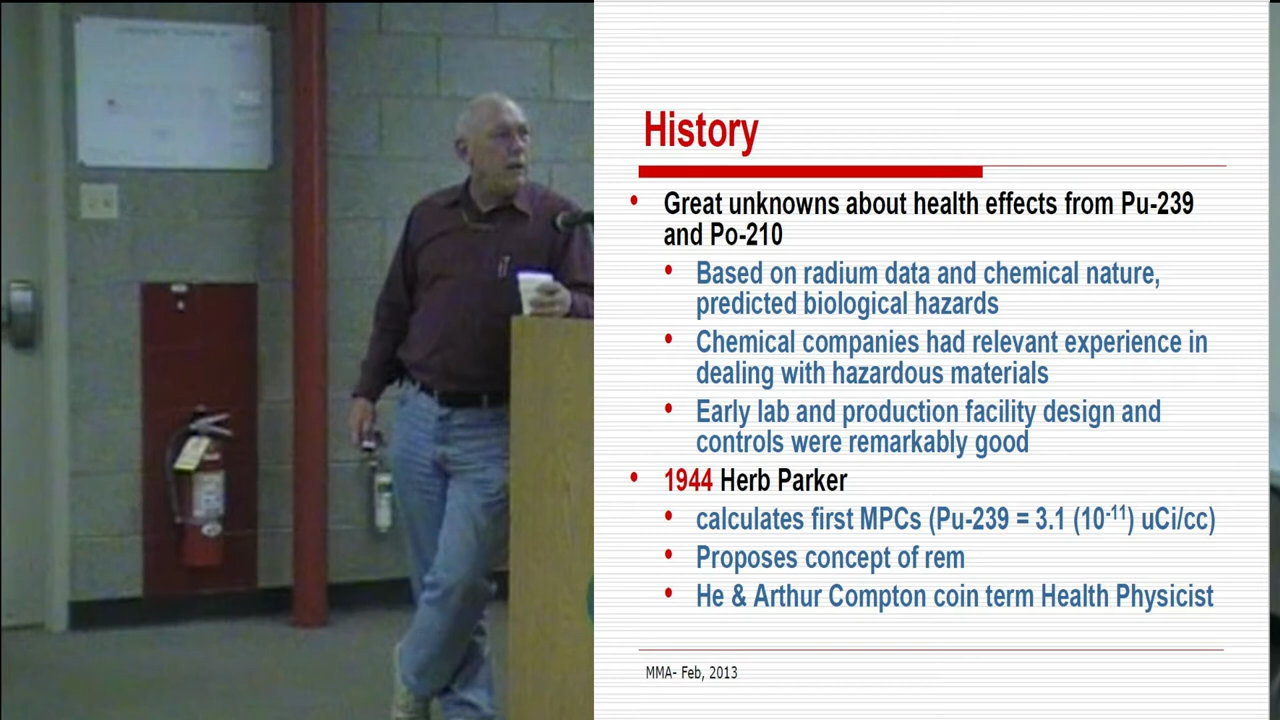 History
Great unknowns about health effects from Pu-239
and Po-210
Based on radium data and chemical nature,
predicted biological hazards
Chemical companies had relevant experience in
dealing with hazardous materials
Early lab and production facility design and
controls were remarkably good
1944 Herb Parker
calculates first MPCs (Pu-239 = 3.1 (10-11) uCi/cc)
Proposes concept of rem
He & Arthur Compton coin term Health Physicist
MMA- Feb, 2013